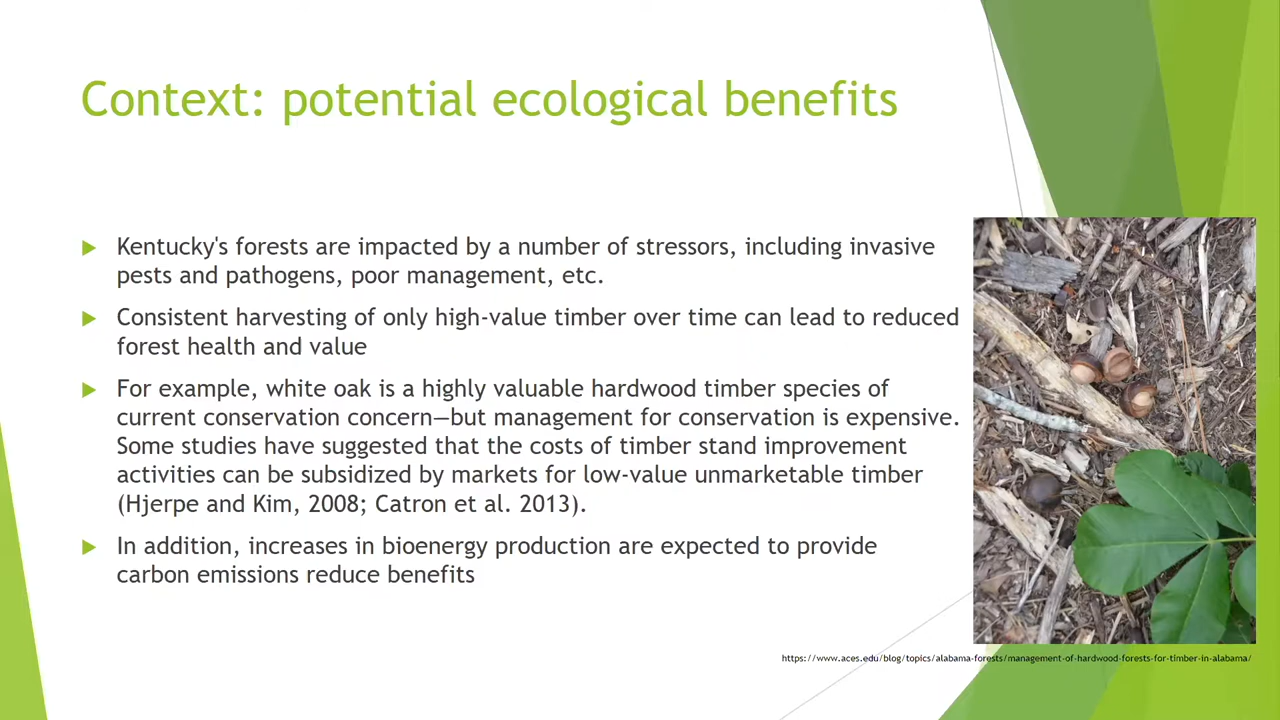 Context: potential ecological benefits
Kentucky's forests are impacted by a number of stressors, including invasive
pests and pathogens, poor management, etc.
Consistent harvesting of only high-value timber over time can lead to reduced
forest health and value
For example, white oak is a highly valuable hardwood timber species of
current conservation concern—but management for conservation is expensive.
Some studies have suggested that the costs of timber stand improvement
activities can be subsidized by markets for low-value unmarketable timber
(Hjerpe and Kim, 2008; Catron et al. 2013).
In addition, increases in bioenergy production are expected to provide
carbon emissions reduce benefits
https://www.aces.edu/blog/topics/alabama-forests/management-of-hardwood-forests-for-timber-in-alabama/